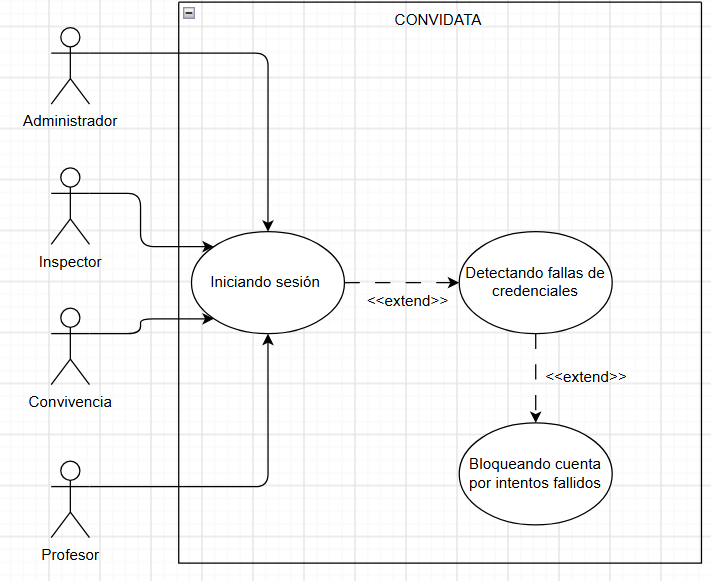 CONVIDATA
Administrador
Inspector
Iniciando sesión
Detectando fallas de
credenciales
<<extend>>
<<extend>>
Convivencia
Bloqueando cuenta
por intentos fallidos
Profesor